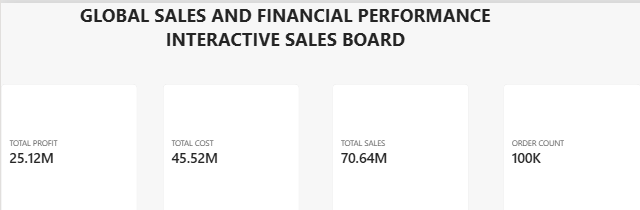 GLOBAL SALES AND FINANCIAL PERFORMANCE
INTERACTIVE SALES BOARD
TOTAL PROFIT
25.12M
TOTAL COST
45.52M
TOTAL SALES
70.64M
ORDER COUNT
100K